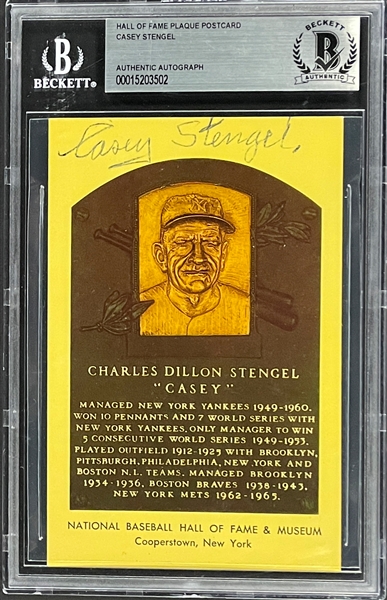 HALL OF FAME PLAQUE POSTCARD
CASEY STENGEL
AUTHENTIC AUTOGRAPH
00015203502
B
BECKETT
B
BECKETT
AUTHENTIC
Casey Stengel
NY
CHARLES DILLON STENGEL
"CASEY"
MANAGED NEW YORK YANKEES 1949-1960.
WON 10 PENNANTS AND 7 WORLD SERIES WITH
NEW YORK YANKEES, ONLY MANAGER TO WIN
5 CONSECUTIVE WORLD SERIES 1949-1953.
PLAYED OUTFIELD 1912-1925 WITH BROOKLYN,
PITTSBURGH, PHILADELPHIA, NEW YORK AND
BOSTON N.L. TEAMS. MANAGED BROOKLYN
1934-1936, BOSTON BRAVES 1938-1943,
NEW YORK METS 1962-1965.
NATIONAL BASEBALL HALL OF FAME & MUSEUM
Cooperstown, New York